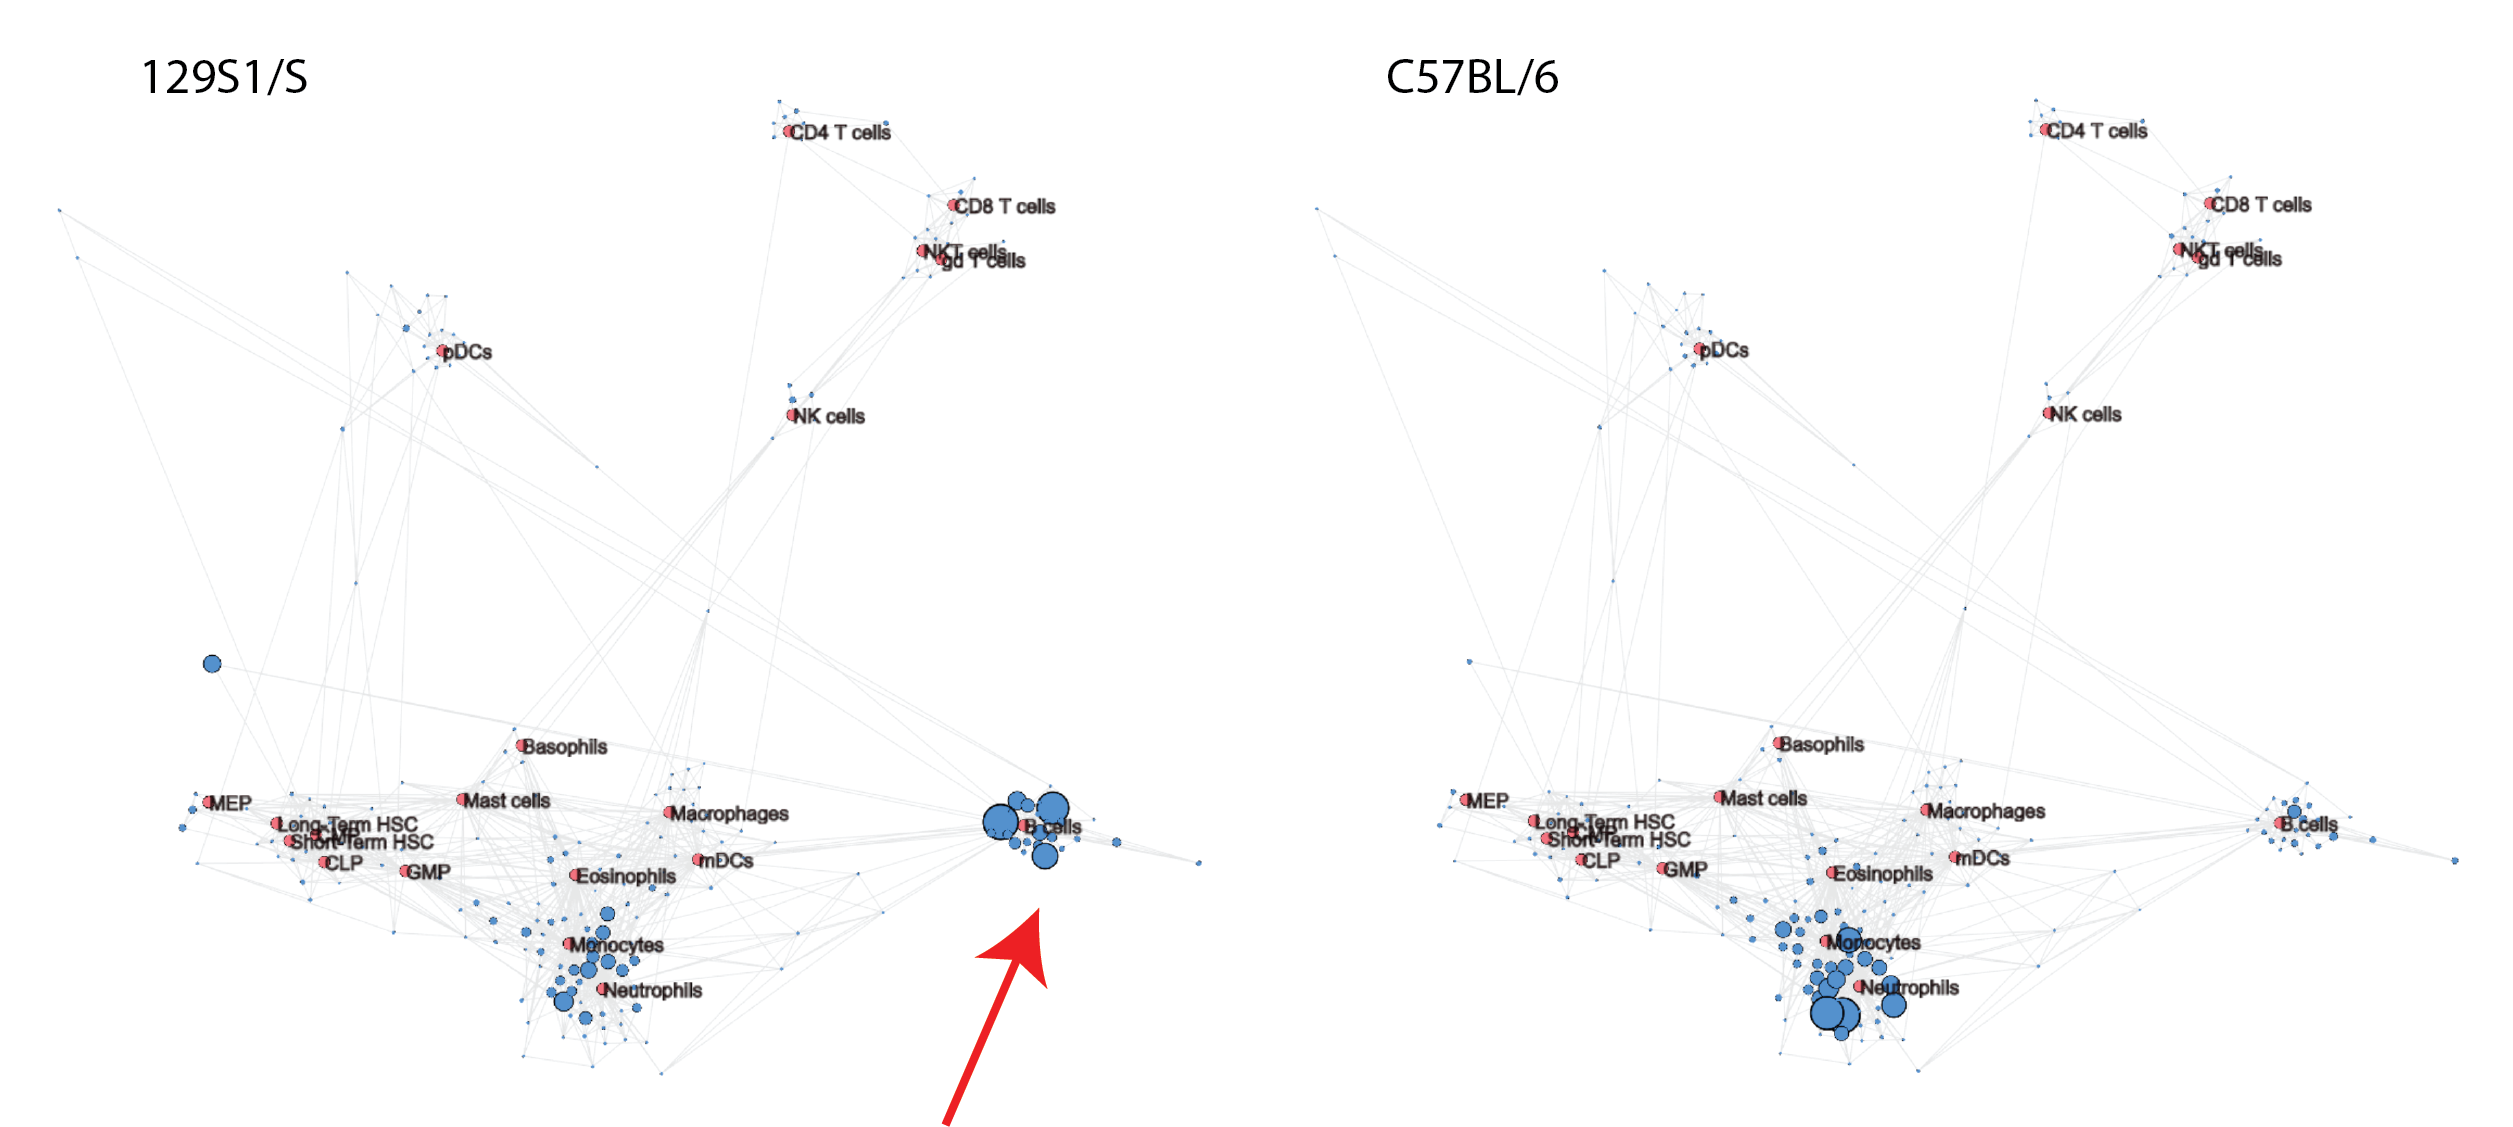 129S1/S
CD4 T cells
CD8 T cells
NKT cells
gd T cells
pDCs
NK cells
Basophils
MEP
Mast cells
Long-Term HSC
CMP
Short-Term HSC
CLP
GMP
Macrophages
mDCs
B cells
Eosinophils
Monocytes
Neutrophils
C57BL/6
CD4 T cells
CD8 T cells
NKT cells
gd T cells
pDCs
NK cells
Basophils
MEP
Mast cells
Long-Term HSC
CMP
Short-Term HSC
CLP
GMP
Macrophages
mDCs
B cells
Eosinophils
Monocytes
Neutrophils